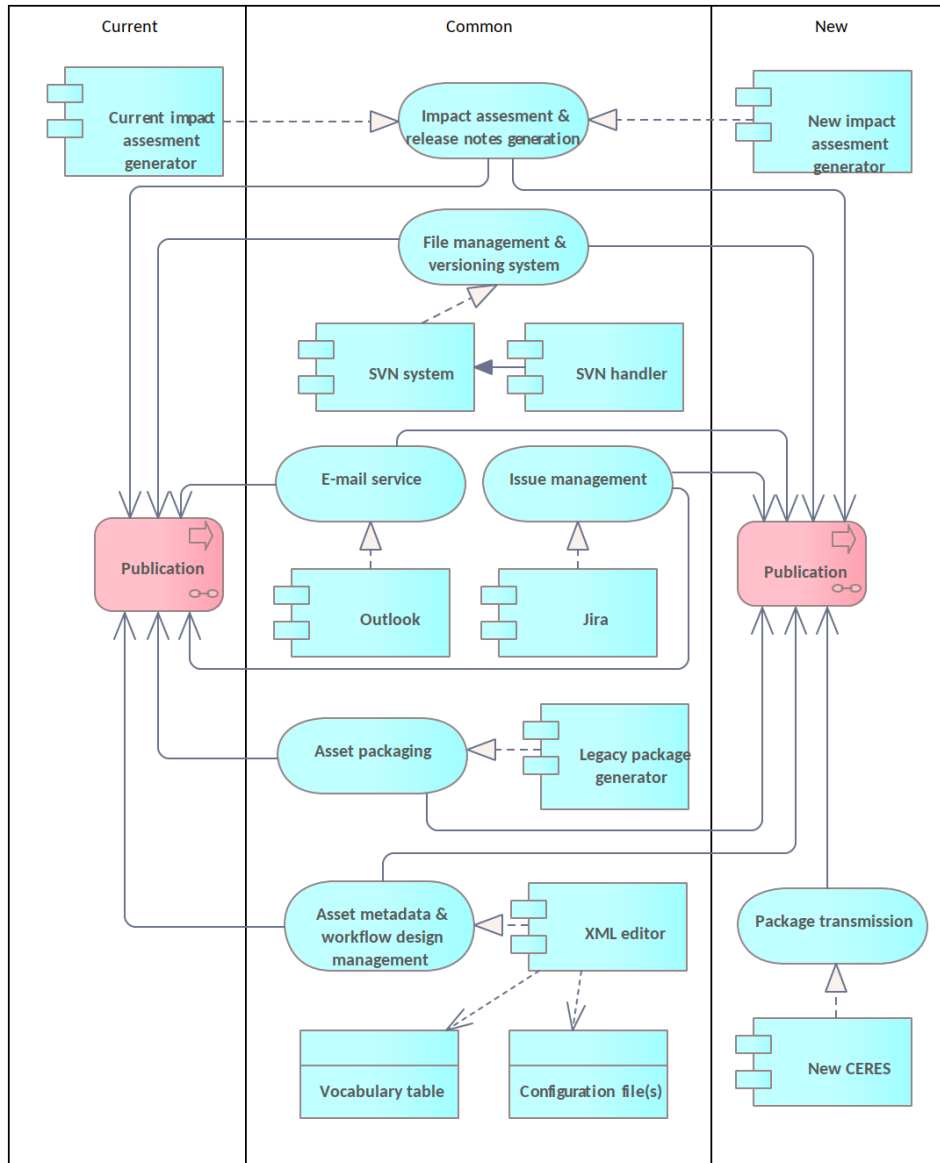 Current
Common
New
Current impact
assesment
generator
Impact assesment &
release notes generation
New impact
assesment
generator
File management &
versioning system
SVN system
SVN handler
E-mail service
Issue management
Publication
Publication
Outlook
Jira
Asset packaging
Legacy package
generator
Asset metadata &
workflow design
management
XML editor
Package transmission
Vocabulary table
Configuration file(s)
New CERES